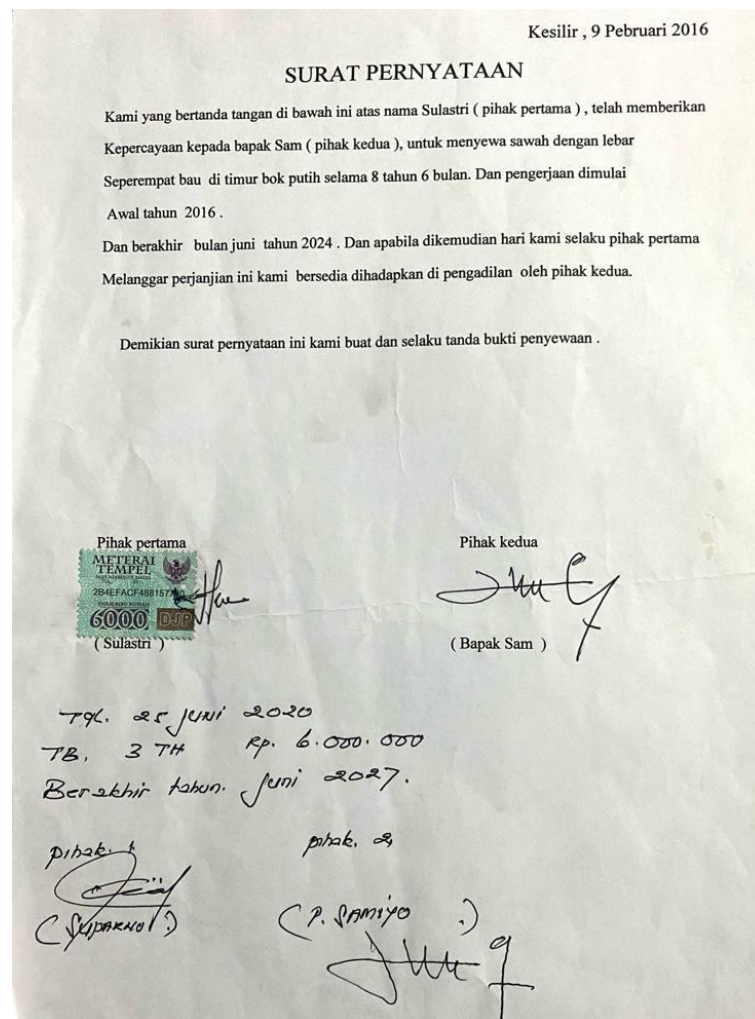 Kesilir , 9 Pebruari 2016
SURAT PERNYATAAN
Kami yang bertanda tangan di bawah ini atas nama Sulastri ( pihak pertama ) , telah memberikan
Kepercayaan kepada bapak Sam ( pihak kedua ), untuk menyewa sawah dengan lebar
Seperempat bau di timur bok putih selama 8 tahun 6 bulan. Dan pengerjaan dimulai
Awal tahun 2016 .
Dan berakhir bulan juni tahun 2024 . Dan apabila dikemudian hari kami selaku pihak pertama
Melanggar perjanjian ini kami bersedia dihadapkan di pengadilan oleh pihak kedua.
Demikian surat pernyataan ini kami buat dan selaku tanda bukti penyewaan .
Pihak pertama Pihak kedua
METERAI
TEMPEL
6000 DJP
( Sulastri ) ( Bapak Sam )
Tgl. 25 Juni 2020
TB. 3 TH Rp. 6.000.000
Berakhir tahun. Juni 2027.
pihak. 1 pihak. 2
( SUPARNO . ) ( P. SAMIYO . )